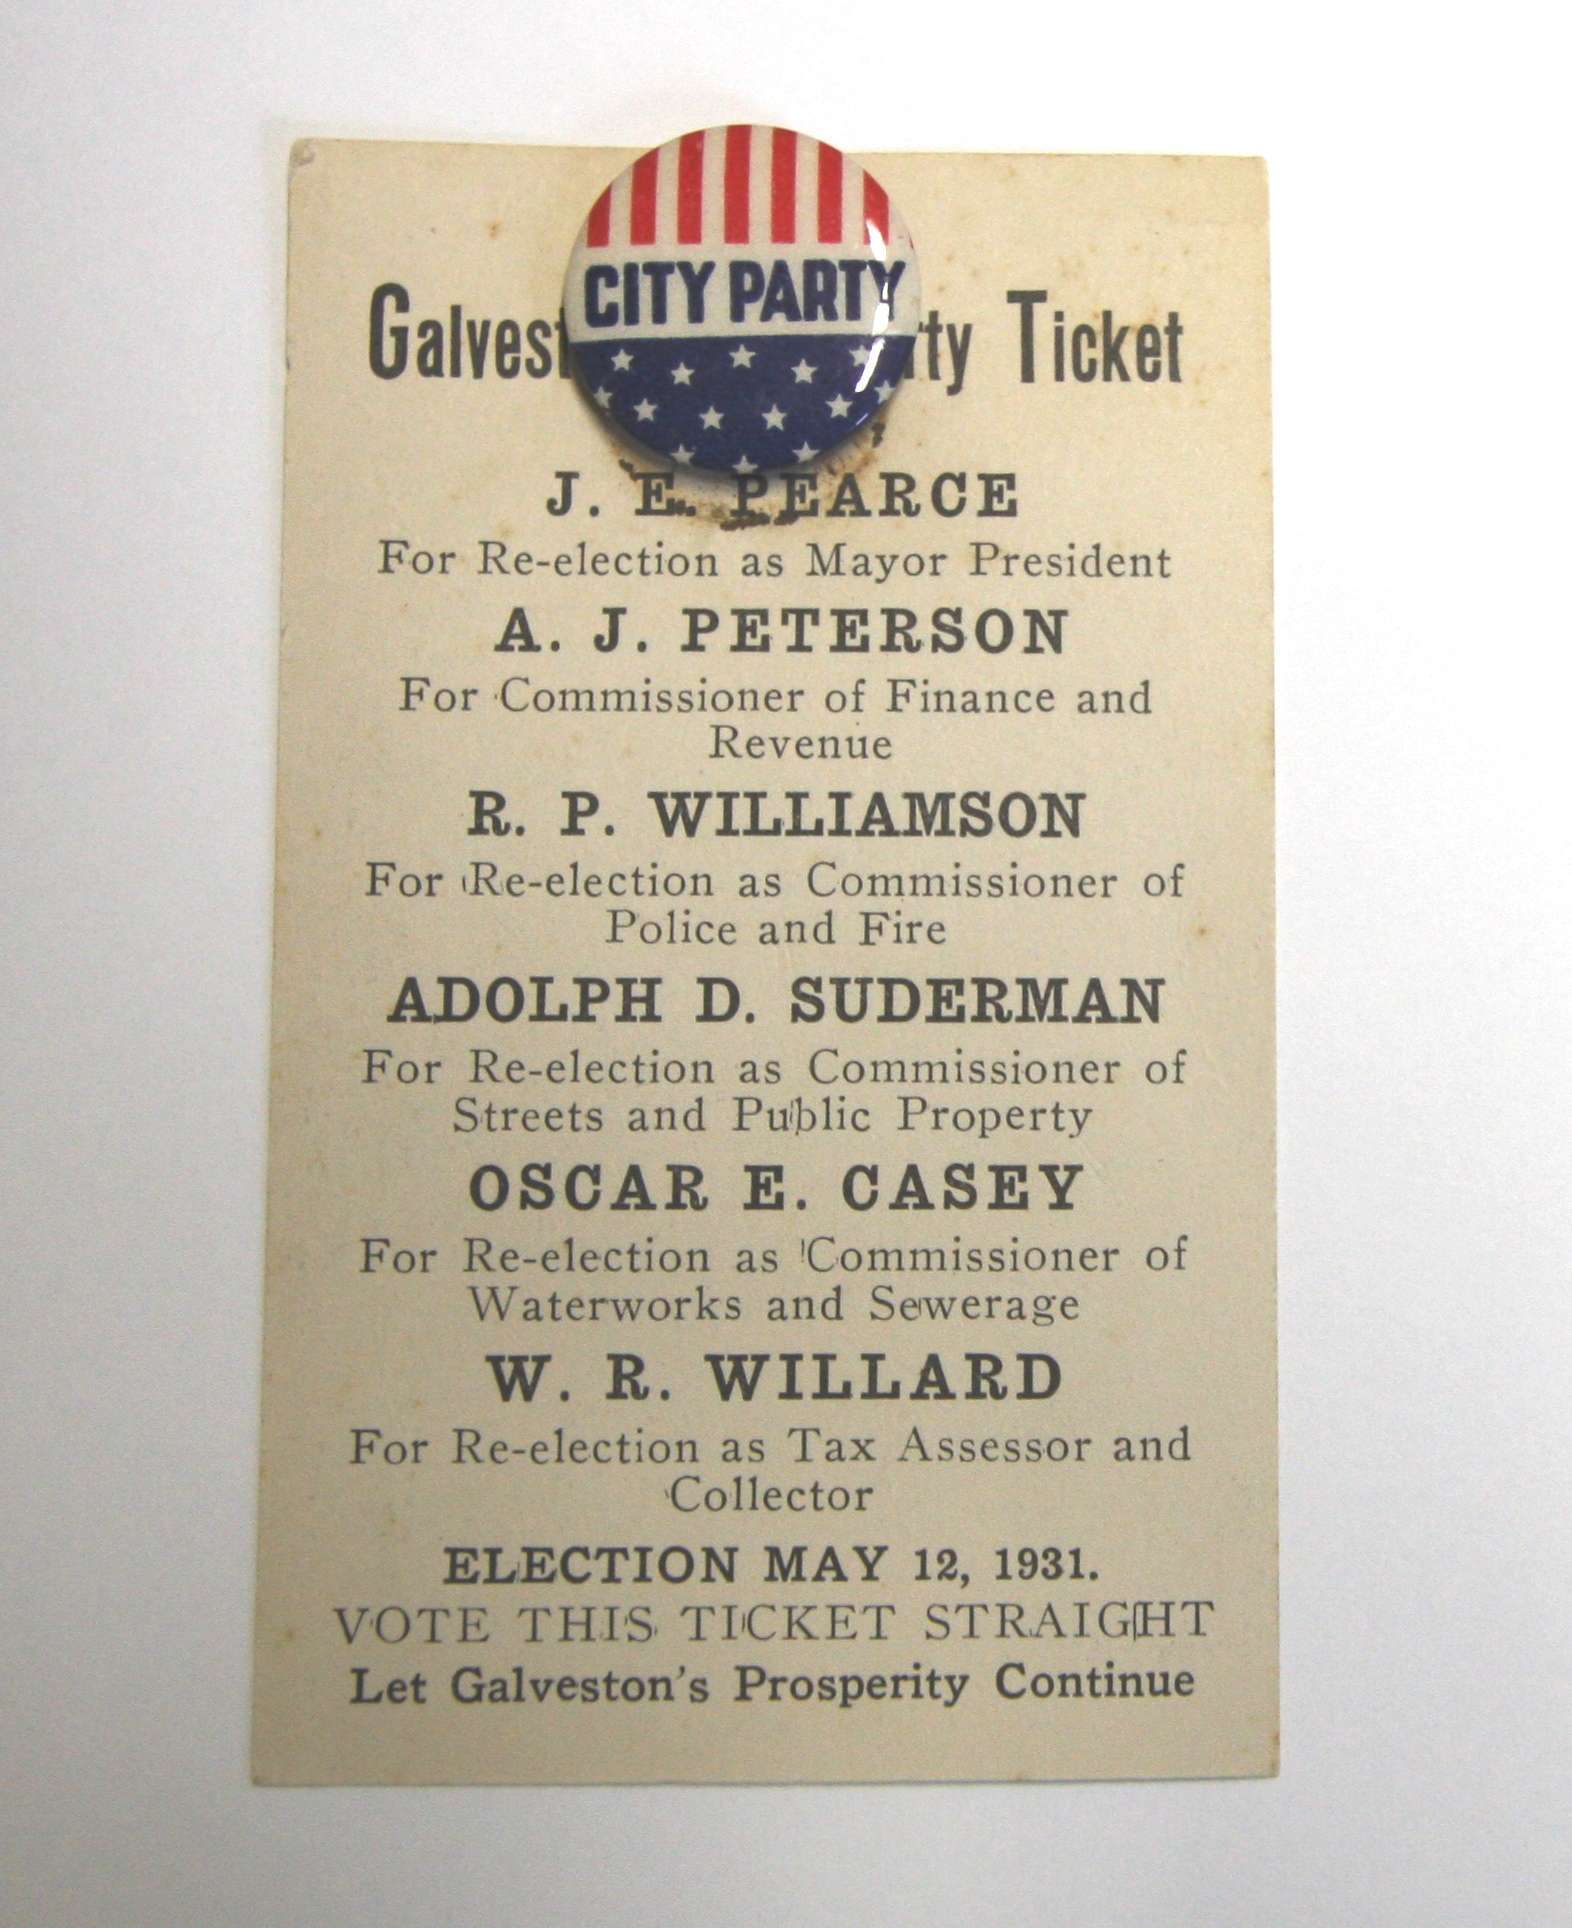 CITY PARTY
Ticket
J. E. PEARCE
For Re-election as Mayor President
A. J. PETERSON
For Commissioner of Finance and
Revenue
R. P. WILLIAMSON
For Re-election as Commissioner of
Police and Fire
ADOLPH D. SUDERMAN
For Re-election as Commissioner of
Streets and Public Property
OSCAR E. CASEY
For Re-election as Commissioner of
Waterworks and Sewerage
W. R. WILLARD
For Re-election as Tax Assessor and
Collector
ELECTION MAY 12, 1931.
VOTE THIS TICKET STRAIGHT
Let Galveston's Prosperity Continue